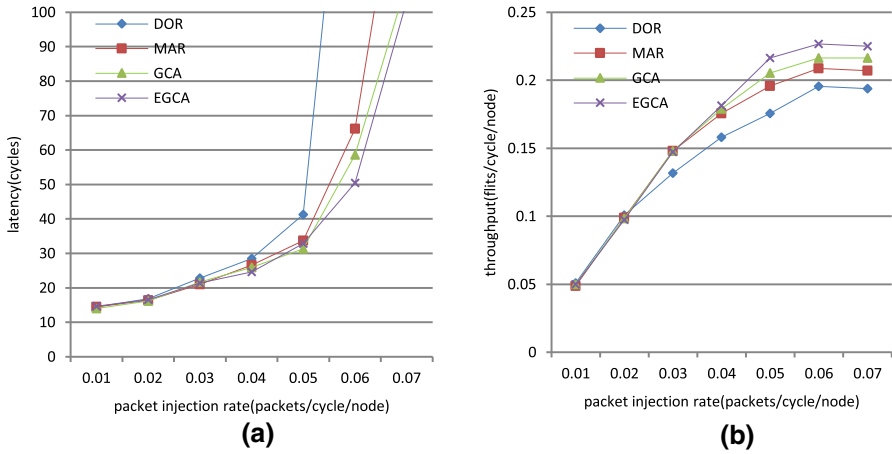 100
90
80
70
60
50
40
30
20
10
0
latency(cycles)
DOR
MAR
GCA
EGCA
0.01 0.02 0.03 0.04 0.05 0.06 0.07
packet injection rate(packets/cycle/node)
(a)
0.25
0.2
0.15
0.1
0.05
0
throughput(flits/cycle/node)
DOR
MAR
GCA
EGCA
0.01 0.02 0.03 0.04 0.05 0.06 0.07
packet injection rate(packets/cycle/node)
(b)